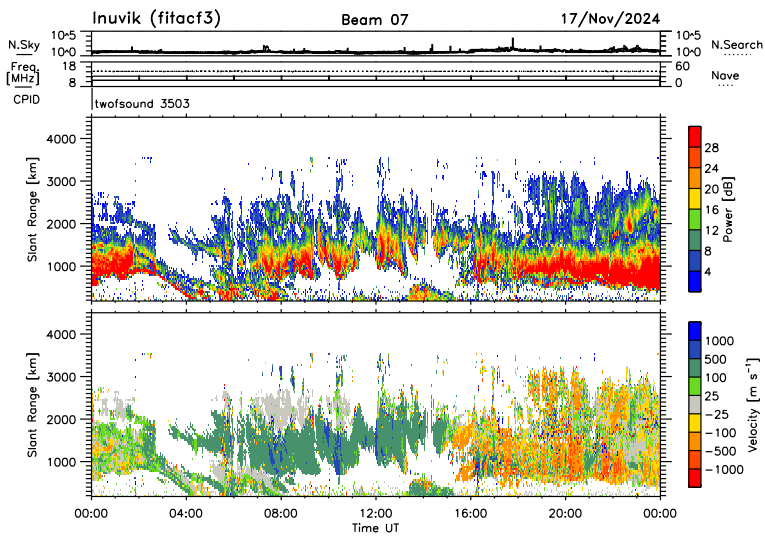 Inuvik (fitacf3) Beam 07 17/Nov/2024
N.Sky 10^5 10^5 N.Search
10^0 10^0
Freq. 18 60
[MHz] 8 0 Nave
CPID
twofsound 3503
Slant Range [km]
4000
3000
2000
1000
Power [dB]
28
24
20
16
12
8
4
Slant Range [km]
4000
3000
2000
1000
Velocity [m s⁻¹]
1000
500
100
25
−25
−100
−500
−1000
00:00 04:00 08:00 12:00 16:00 20:00 00:00
Time UT